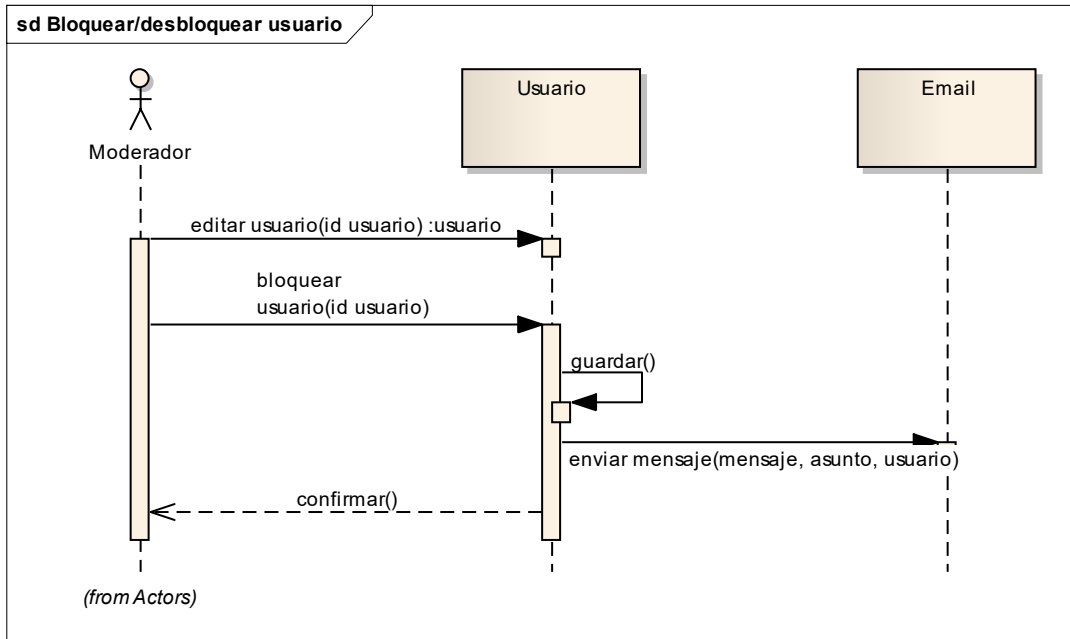 sd Bloquear/desbloquear usuario
Usuario
Email
Moderador
editar usuario(id usuario) :usuario
bloquear
usuario(id usuario)
guardar()
enviar mensaje(mensaje, asunto, usuario)
confirmar()
(from Actors)